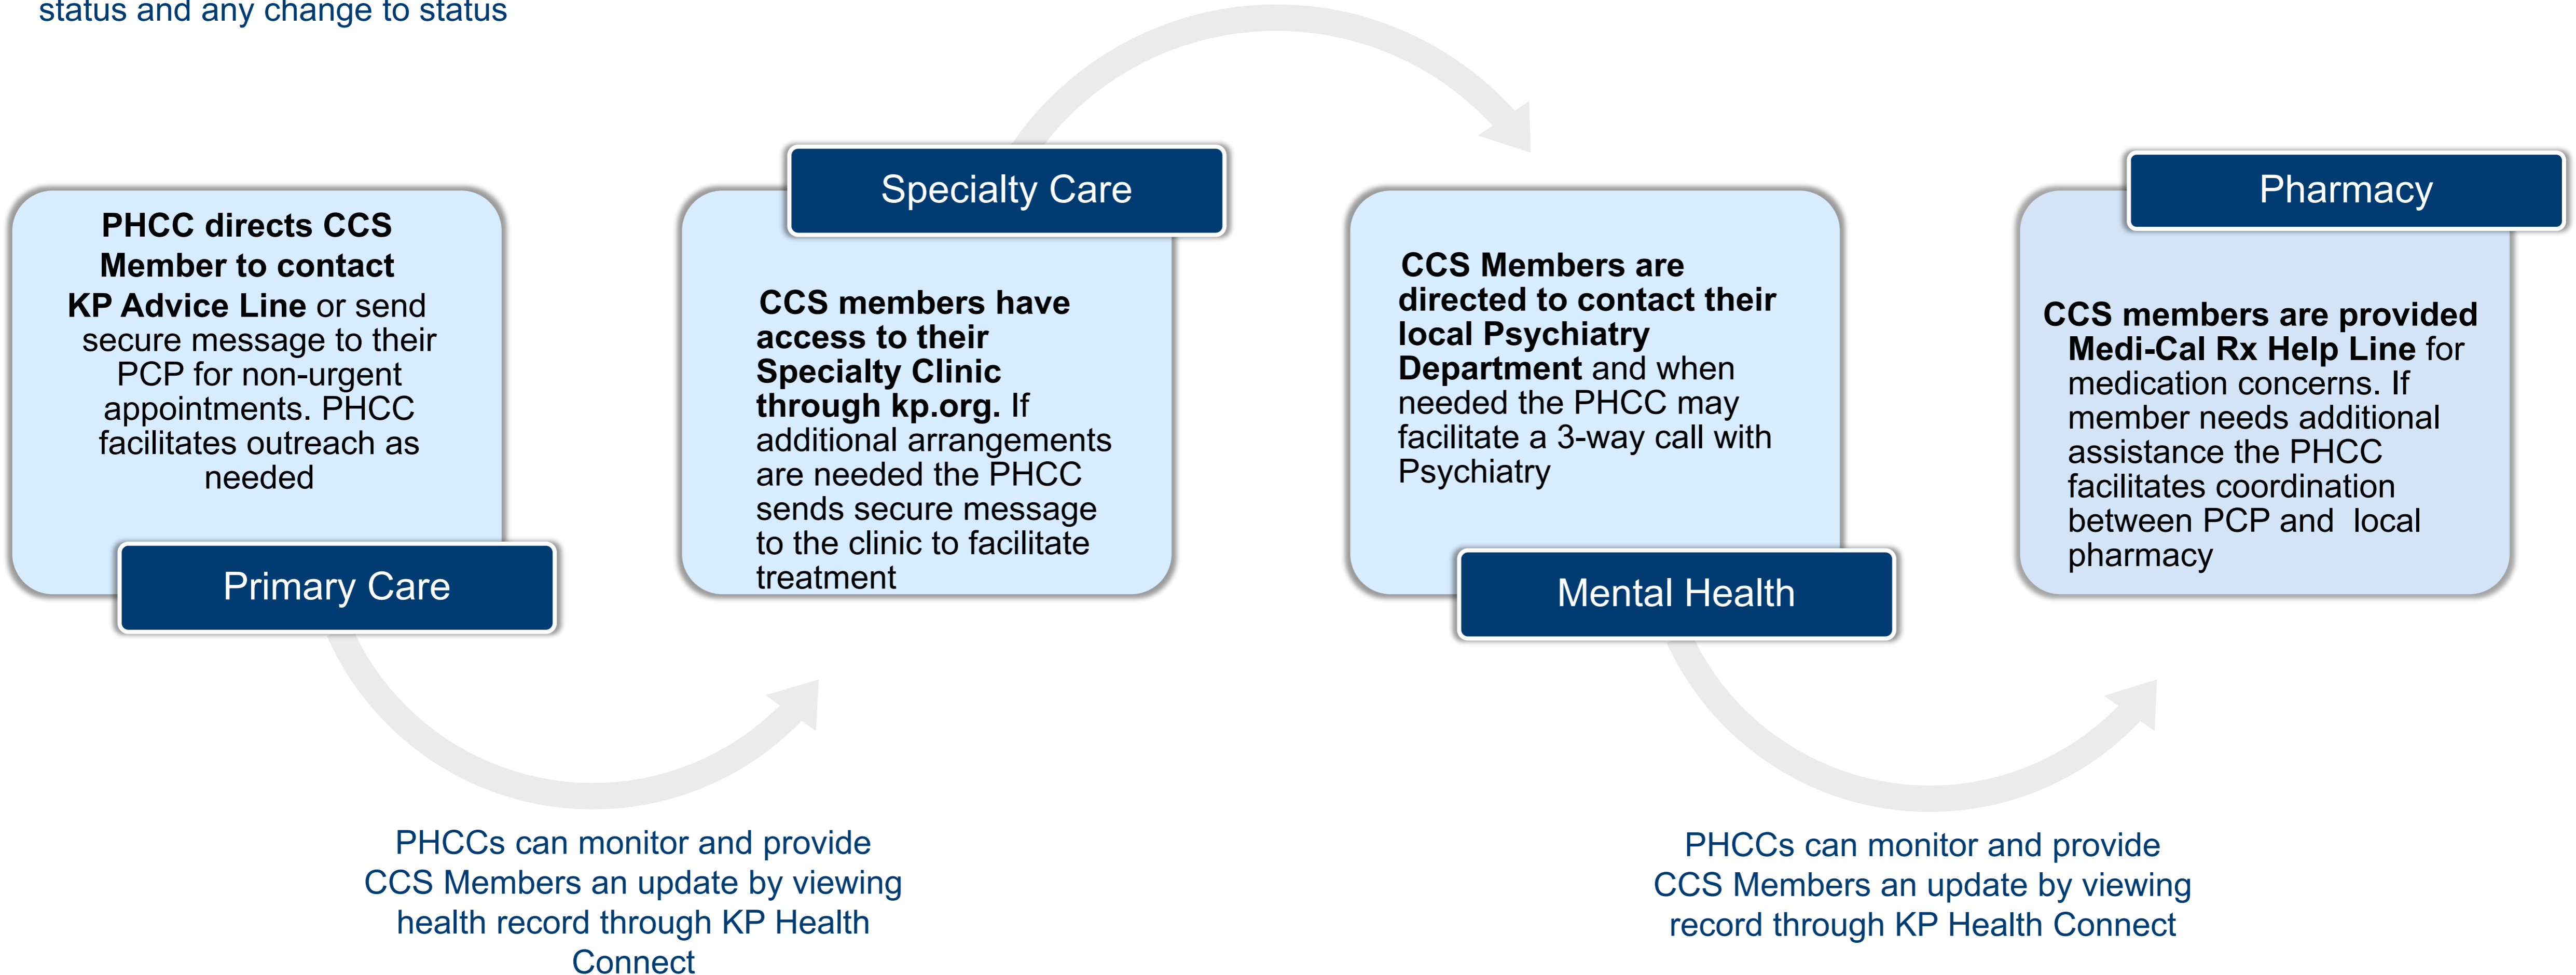 status and any change to status
PHCC directs CCS
Member to contact
KP Advice Line or send
secure message to their
PCP for non-urgent
appointments. PHCC
facilitates outreach as
needed
Primary Care
Specialty Care
CCS members have
access to their
Specialty Clinic
through kp.org. If
additional arrangements
are needed the PHCC
sends secure message
to the clinic to facilitate
treatment
CCS Members are
directed to contact their
local Psychiatry
Department and when
needed the PHCC may
facilitate a 3-way call with
Psychiatry
Mental Health
Pharmacy
CCS members are provided
Medi-Cal Rx Help Line for
medication concerns. If
member needs additional
assistance the PHCC
facilitates coordination
between PCP and  local
pharmacy
PHCCs can monitor and provide
CCS Members an update by viewing
health record through KP Health
Connect
PHCCs can monitor and provide
CCS Members an update by viewing
record through KP Health Connect